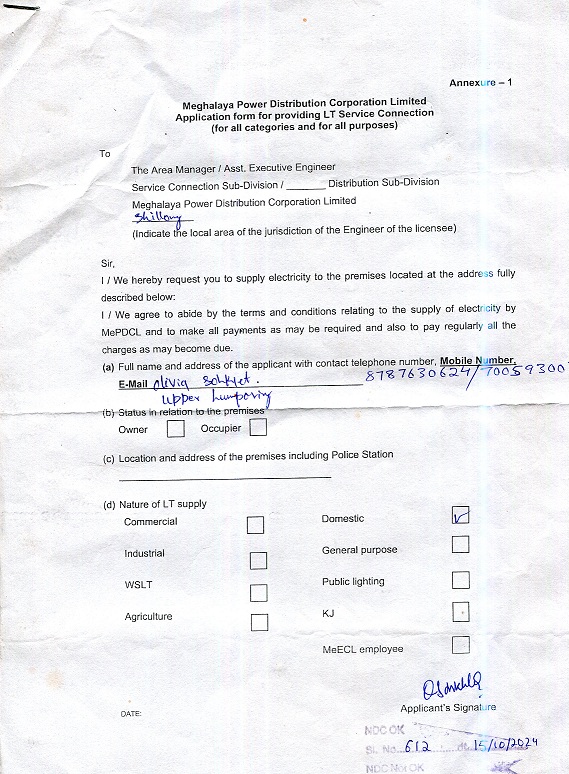 Annexure – 1
Meghalaya Power Distribution Corporation Limited
Application form for providing LT Service Connection
(for all categories and for all purposes)
To
The Area Manager / Asst. Executive Engineer
Service Connection Sub-Division / _______ Distribution Sub-Division
Meghalaya Power Distribution Corporation Limited
Shillong
(Indicate the local area of the jurisdiction of the Engineer of the licensee)
Sir,
I / We hereby request you to supply electricity to the premises located at the address fully
described below:
I / We agree to abide by the terms and conditions relating to the supply of electricity by
MePDCL and to make all payments as may be required and also to pay regularly all the
charges as may become due.
(a) Full name and address of the applicant with contact telephone number, Mobile Number,
E-Mail Olivia 8787630624/70059300
Upper
(b) Status in relation to the premises
Owner Occupier
(c) Location and address of the premises including Police Station
(d) Nature of LT supply
Commercial Domestic
Industrial General purpose
WSLT Public lighting
Agriculture KJ
MeECL employee
Applicant's Signature
DATE:
NDC OK
Sl. No. 612 dt. 15/10/2024
NDC Not OK